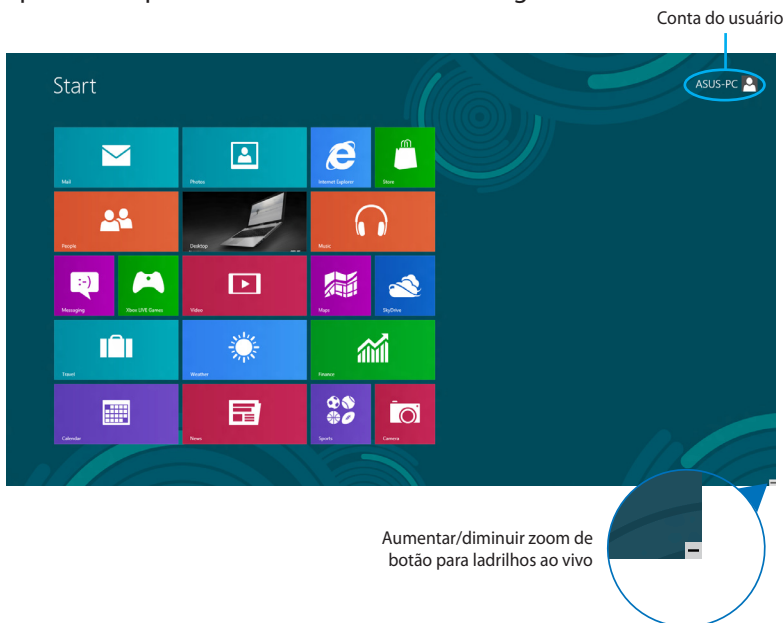 Conta do usuário
Start
ASUS-PC
Mail
Photos
Internet Explorer
Store
People
Desktop
Music
Messaging
Xbox LIVE Games
Video
Maps
SkyDrive
Travel
Weather
Finance
Calendar
News
Sports
Camera
Aumentar/diminuir zoom de
botão para ladrilhos ao vivo